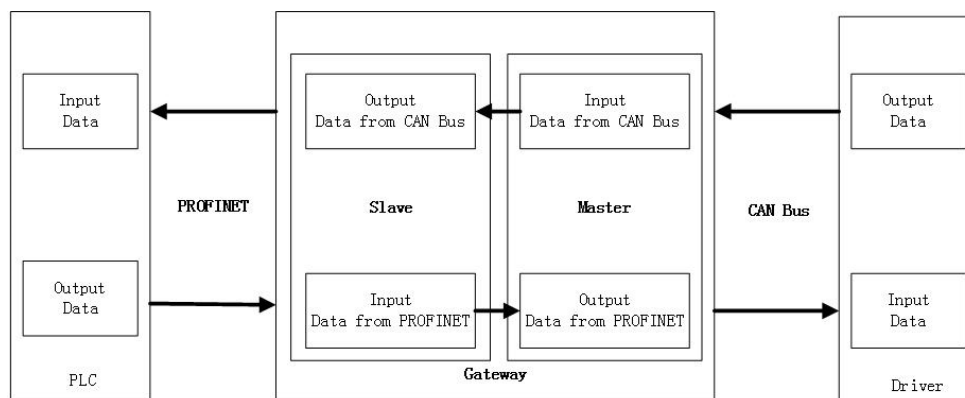 Input
Data
Output
Data from CAN Bus
Input
Data from CAN Bus
Output
Data
PROFINET
Slave
Master
CAN Bus
Output
Data
Input
Data from PROFINET
Output
Data from PROFINET
Input
Data
PLC
Gateway
Driver